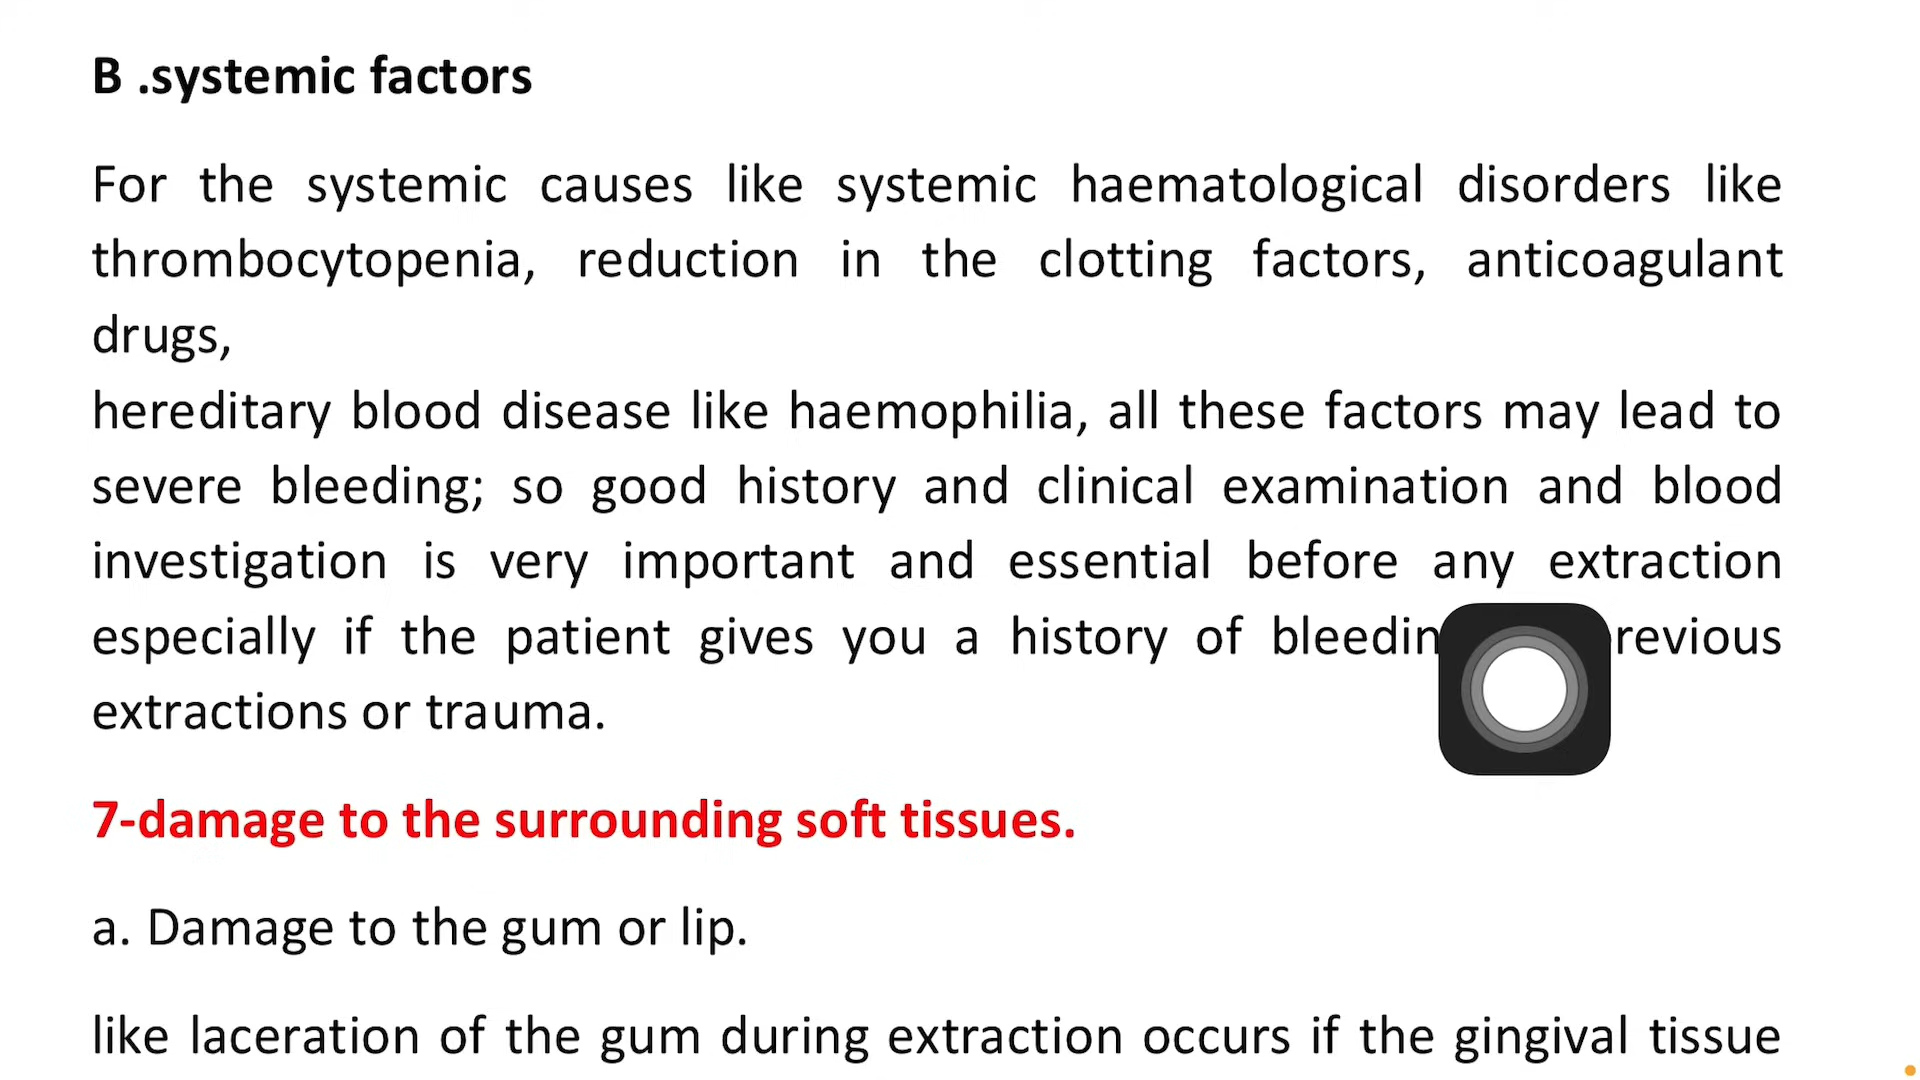 B .systemic factors
For the systemic causes like systemic haematological disorders like
thrombocytopenia, reduction in the clotting factors, anticoagulant
drugs,
hereditary blood disease like haemophilia, all these factors may lead to
severe bleeding; so good history and clinical examination and blood
investigation is very important and essential before any extraction
especially if the patient gives you a history of bleedin revious
extractions or trauma.
7-damage to the surrounding soft tissues.
a. Damage to the gum or lip.
like laceration of the gum during extraction occurs if the gingival tissue